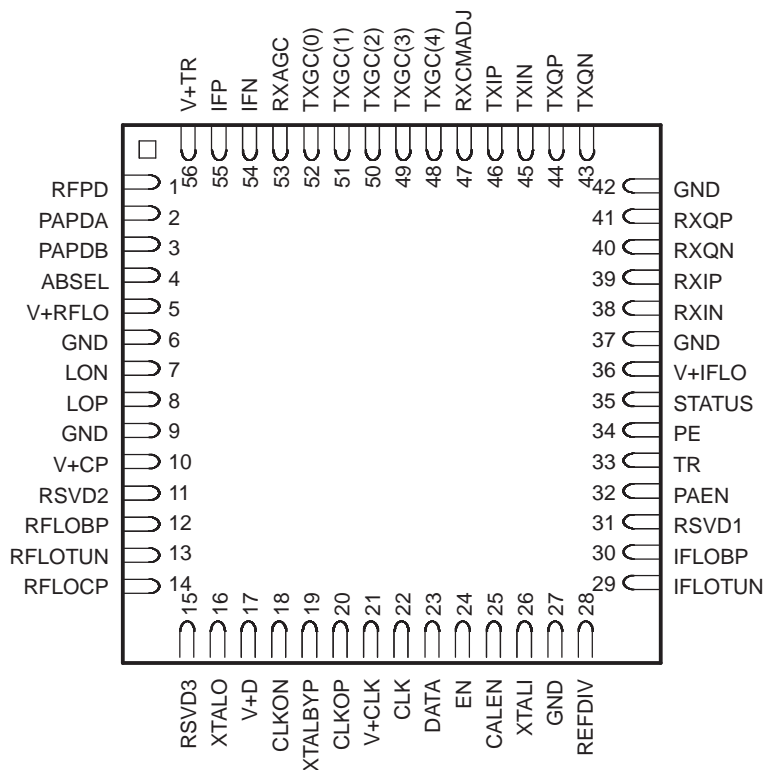 V+TR
IFP
IFN
RXAGC
TXGC(0)
TXGC(1)
TXGC(2)
TXGC(3)
TXGC(4)
RXCMADJ
TXIP
TXIN
TXQP
TXQN
56
55
54
53
52
51
50
49
48
47
46
45
44
43
RFPD 1
PAPDA 2
PAPDB 3
ABSEL 4
V+RFLO 5
GND 6
LON 7
LOP 8
GND 9
V+CP 10
RSVD2 11
RFLOBP 12
RFLOTUN 13
RFLOCP 14
42 GND
41 RXQP
40 RXQN
39 RXIP
38 RXIN
37 GND
36 V+IFLO
35 STATUS
34 PE
33 TR
32 PAEN
31 RSVD1
30 IFLOBP
29 IFLOTUN
15
16
17
18
19
20
21
22
23
24
25
26
27
28
RSVD3
XTALO
V+D
CLKON
XTALBYP
CLKOP
V+CLK
CLK
DATA
EN
CALEN
XTALI
GND
REFDIV